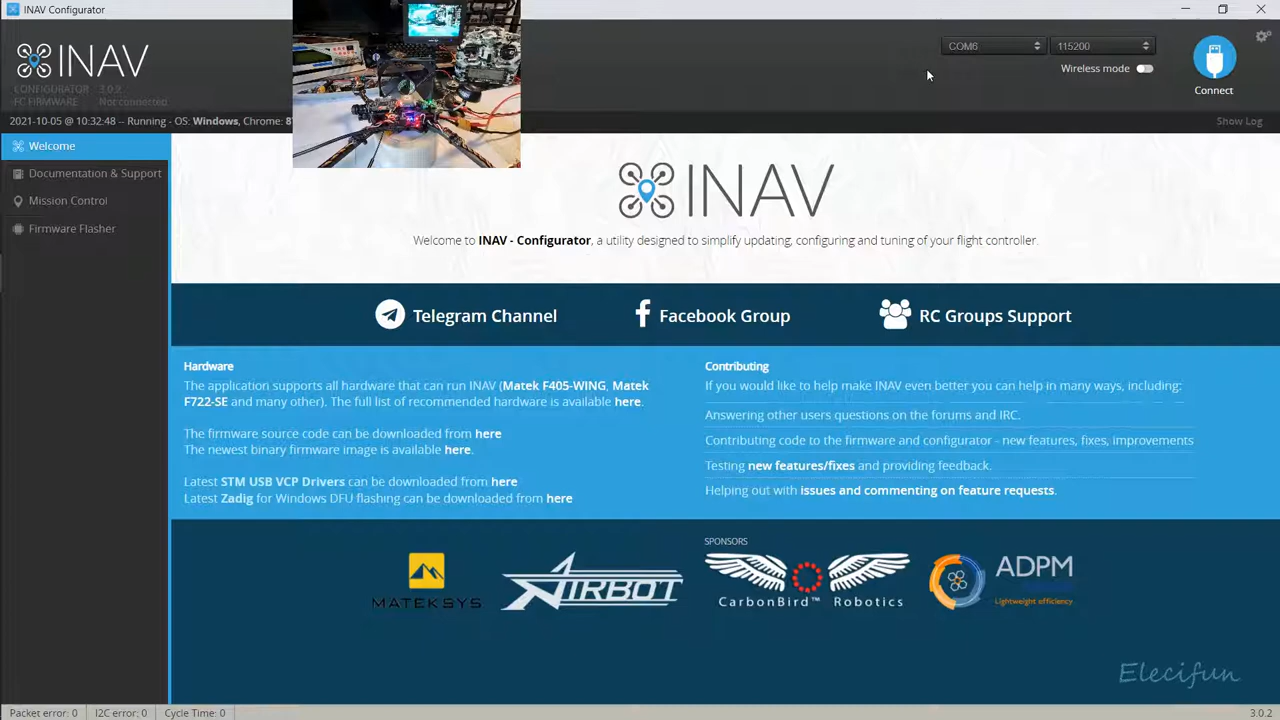 INAV Configurator
INAV
CONFIGURATOR 3.0.2
FC FIRMWARE Not connected
COM6
115200
Wireless mode
Connect
2021-10-05 @ 10:32:48 -- Running - OS: Windows, Chrome:
Show Log
Welcome
Documentation & Support
Mission Control
Firmware Flasher
INAV
Welcome to INAV - Configurator, a utility designed to simplify updating, configuring and tuning of your flight controller.
Telegram Channel
Facebook Group
RC Groups Support
Hardware
The application supports all hardware that can run INAV (Matek F405-WING, Matek
F722-SE and many other). The full list of recommended hardware is available here.
The firmware source code can be downloaded from here
The newest binary firmware image is available here.
Latest STM USB VCP Drivers can be downloaded from here
Latest Zadig for Windows DFU flashing can be downloaded from here
Contributing
If you would like to help make INAV even better you can help in many ways, including:
Answering other users questions on the forums and IRC.
Contributing code to the firmware and configurator - new features, fixes, improvements
Testing new features/fixes and providing feedback.
Helping out with issues and commenting on feature requests.
SPONSORS
MATEKSYS
AIRBOT
CarbonBird™ Robotics
ADPM
Lightweight efficiency
Elecifun
Packet error: 0
I2C error: 0
Cycle Time: 0
3.0.2